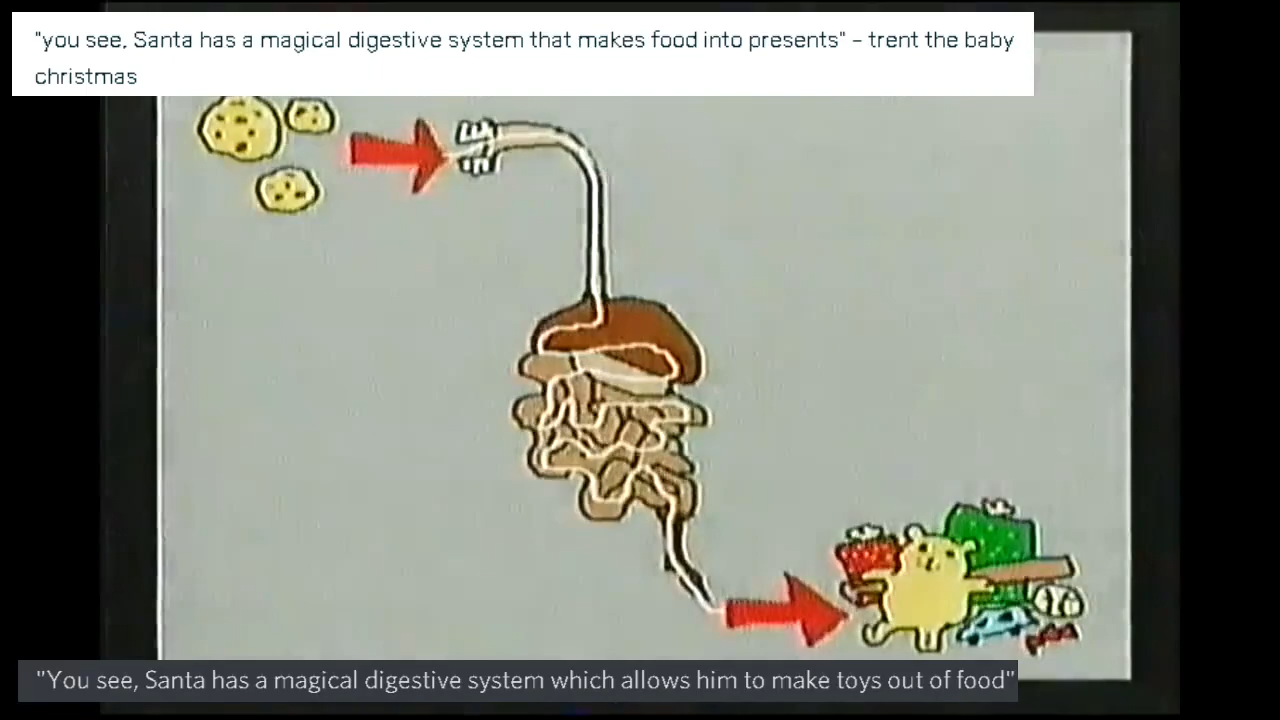 "you see, Santa has a magical digestive system that makes food into presents" – trent the baby
christmas
"You see, Santa has a magical digestive system which allows him to make toys out of food"